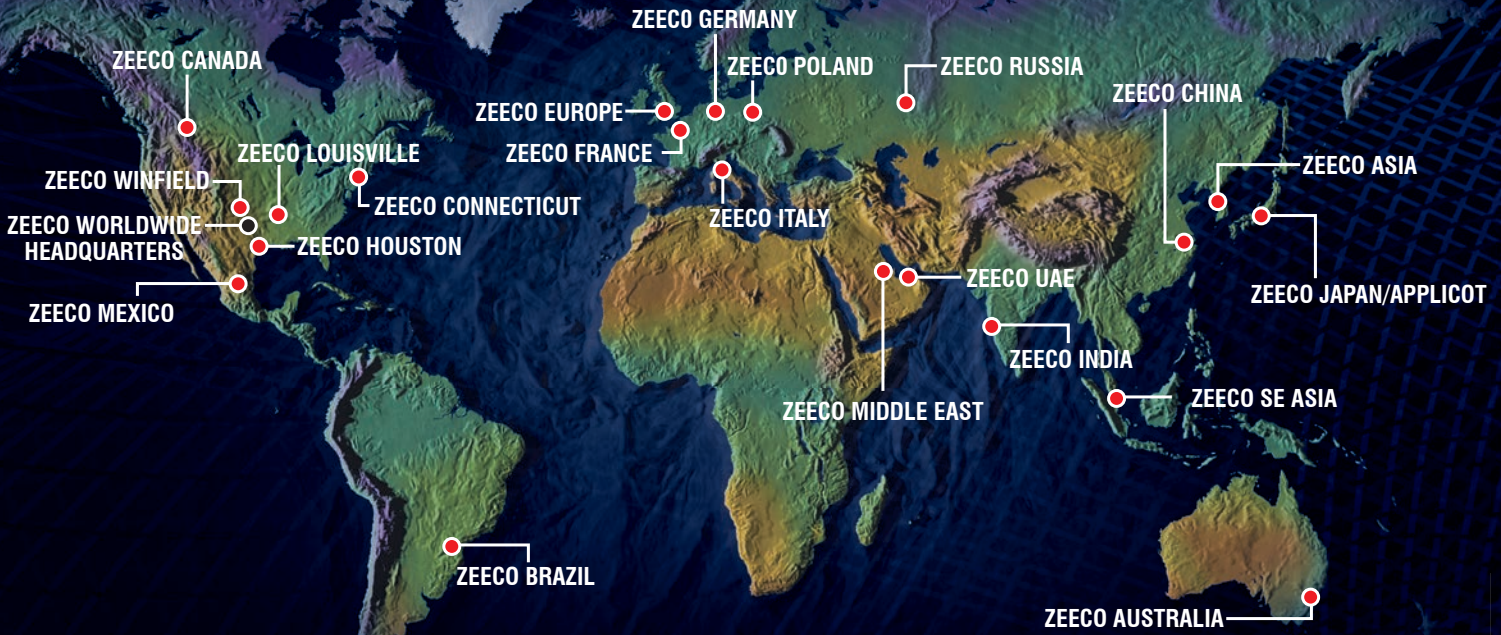 ZEECO GERMANY
ZEECO CANADA
ZEECO POLAND
ZEECO RUSSIA
ZEECO CHINA
ZEECO EUROPE
ZEECO LOUISVILLE
ZEECO FRANCE
ZEECO ASIA
ZEECO WINFIELD
ZEECO CONNECTICUT
ZEECO ITALY
ZEECO WORLDWIDE
HEADQUARTERS
ZEECO HOUSTON
ZEECO UAE
ZEECO JAPAN/APPLICOT
ZEECO MEXICO
ZEECO INDIA
ZEECO SE ASIA
ZEECO MIDDLE EAST
ZEECO BRAZIL
ZEECO AUSTRALIA